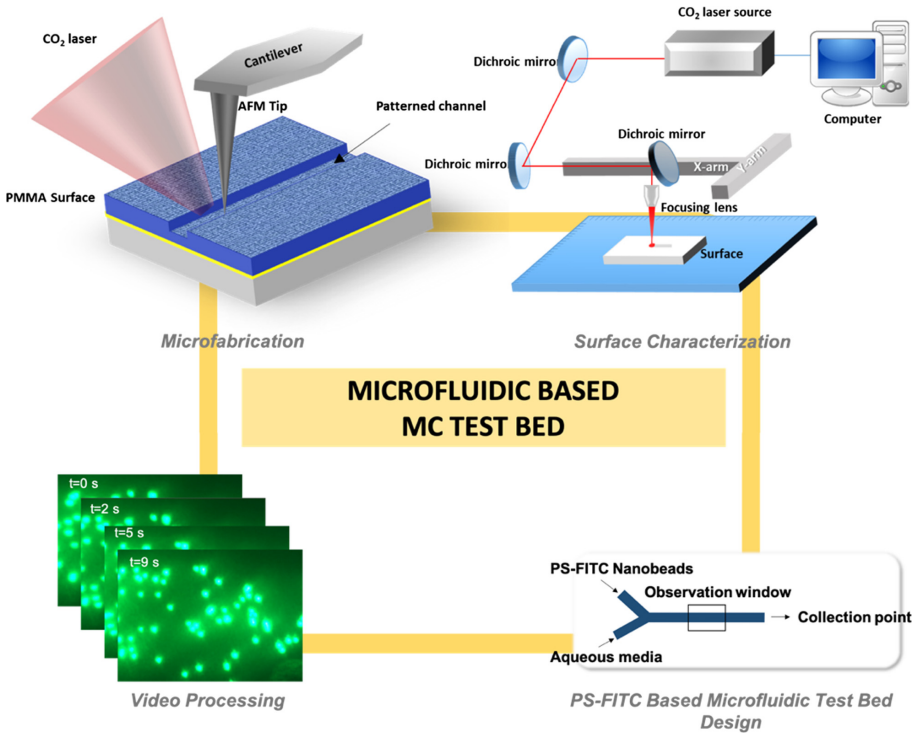 CO2 laser
Cantilever
AFM Tip
Patterned channel
PMMA Surface
Microfabrication
CO2 laser source
Dichroic mirror
Computer
Dichroic mirror
Dichroic mirror
X-arm
Y-arm
Focusing lens
Surface
Surface Characterization
MICROFLUIDIC BASED
MC TEST BED
t=0 s
t=2 s
t=5 s
t=9 s
Video Processing
PS-FITC Nanobeads
Observation window
Collection point
Aqueous media
PS-FITC Based Microfluidic Test Bed
Design